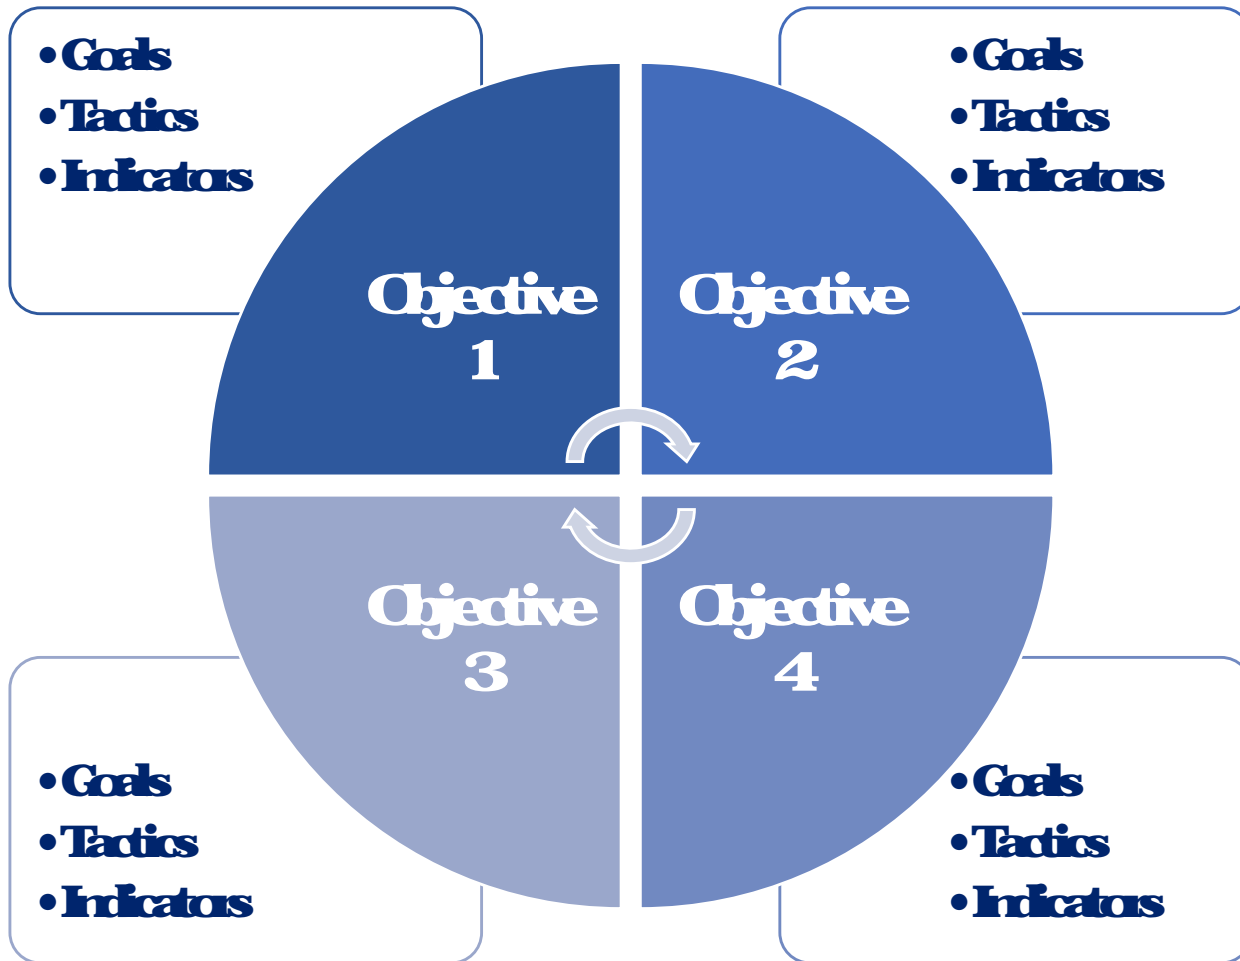 •Goals
•Tactics
•Indicators
•Goals
•Tactics
•Indicators
Objective
1
Objective
2
Objective
3
Objective
4
•Goals
•Tactics
•Indicators
•Goals
•Tactics
•Indicators